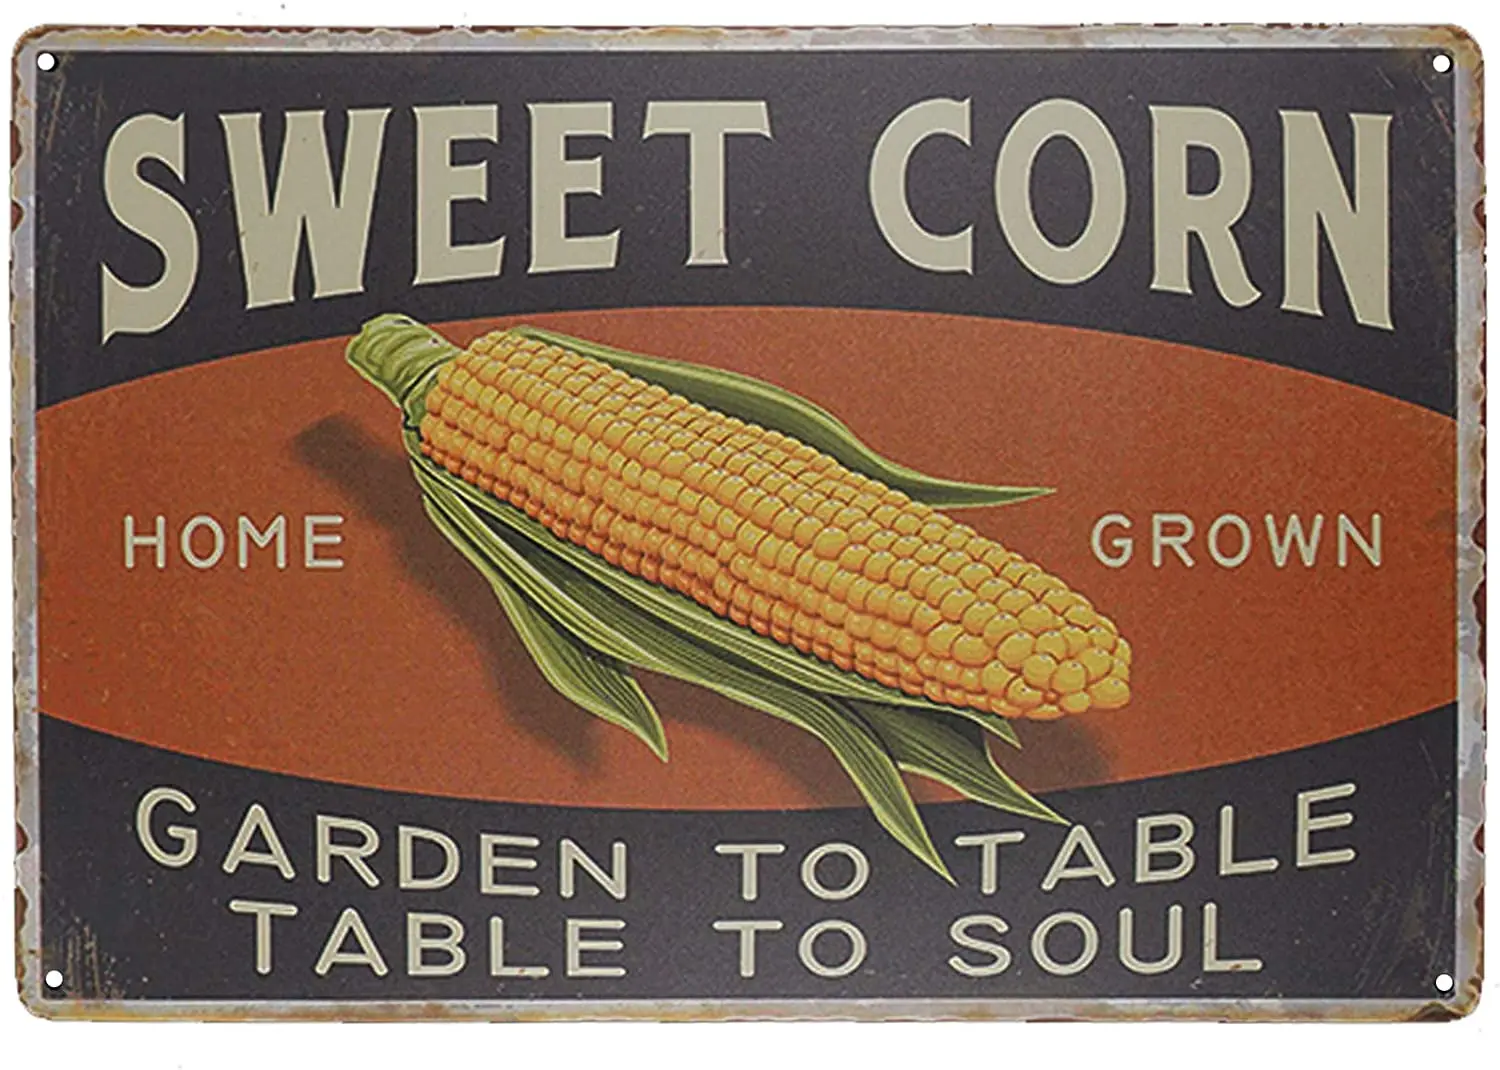 SWEET CORN
HOME GROWN
GARDEN TO TABLE
TABLE TO SOUL